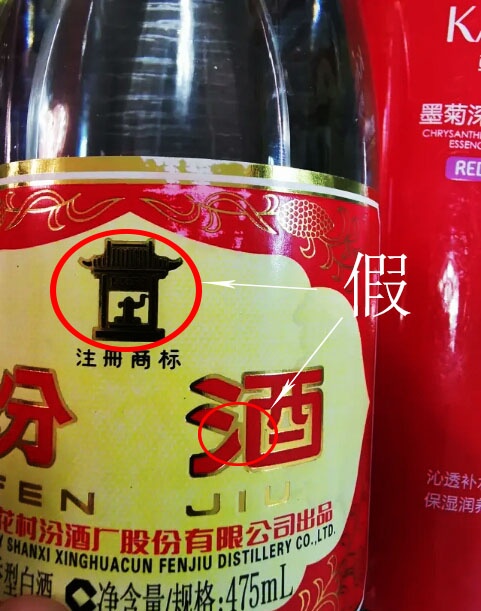 KA
墨菊深
CHRYSANTHE
ESSENC
RED
假
注册商标
汾酒
FEN JIU
花村汾酒厂股份有限公司出品
SHANXI XINGHUACUN FENJIU DISTILLERY CO.,LTD.
型白酒 净含量/规格:475mL
沁透补水
保湿润养